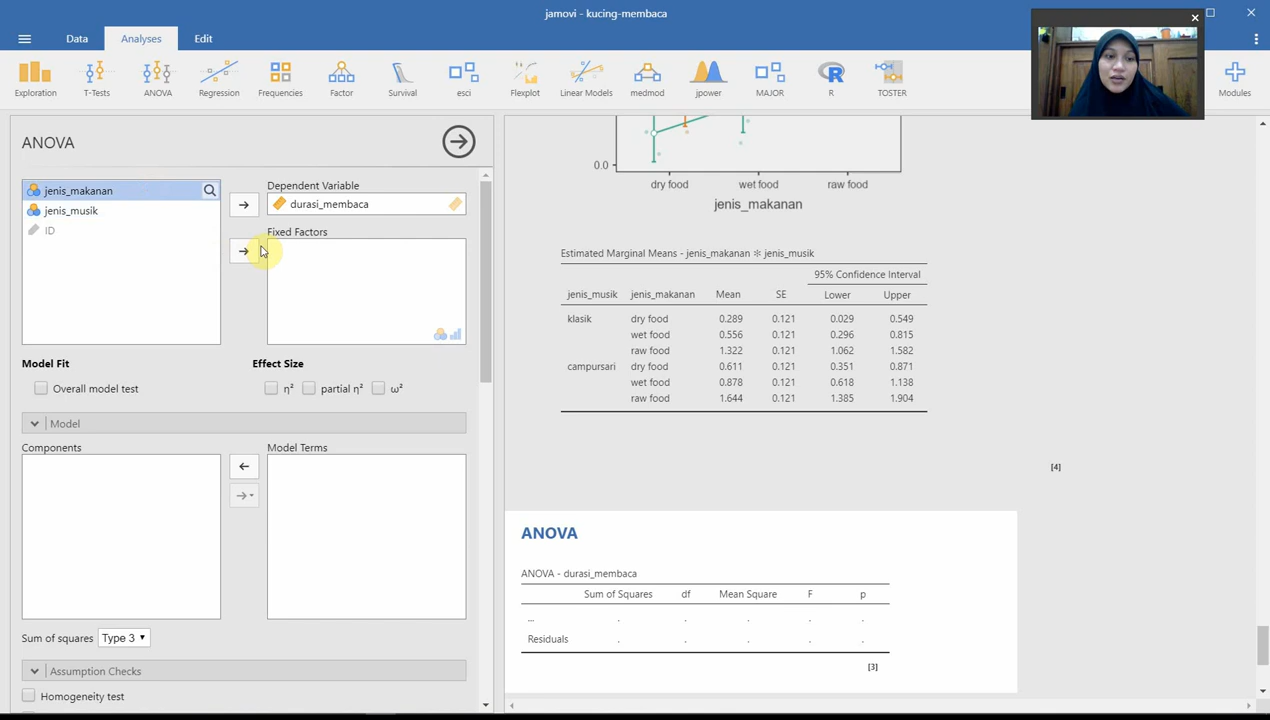 jamovi - kucing-membaca
Data Analyses Edit
Exploration T-Tests ANOVA Regression Frequencies Factor Survival esci Flexplot Linear Models medmod jpower MAJOR R TOSTER Modules
ANOVA
jenis_makanan
jenis_musik
ID
Dependent Variable
durasi_membaca
Fixed Factors
Model Fit
Overall model test
Effect Size
η² partial η² ω²
Model
Components
Model Terms
Sum of squares Type 3
Assumption Checks
Homogeneity test
0.0
dry food wet food raw food
jenis_makanan
Estimated Marginal Means - jenis_makanan ✻ jenis_musik
95% Confidence Interval
jenis_musik jenis_makanan Mean SE Lower Upper
klasik dry food 0.289 0.121 0.029 0.549
wet food 0.556 0.121 0.296 0.815
raw food 1.322 0.121 1.062 1.582
campursari dry food 0.611 0.121 0.351 0.871
wet food 0.878 0.121 0.618 1.138
raw food 1.644 0.121 1.385 1.904
[4]
ANOVA
ANOVA - durasi_membaca
Sum of Squares df Mean Square F p
... . . . . .
Residuals . . . . .
[3]